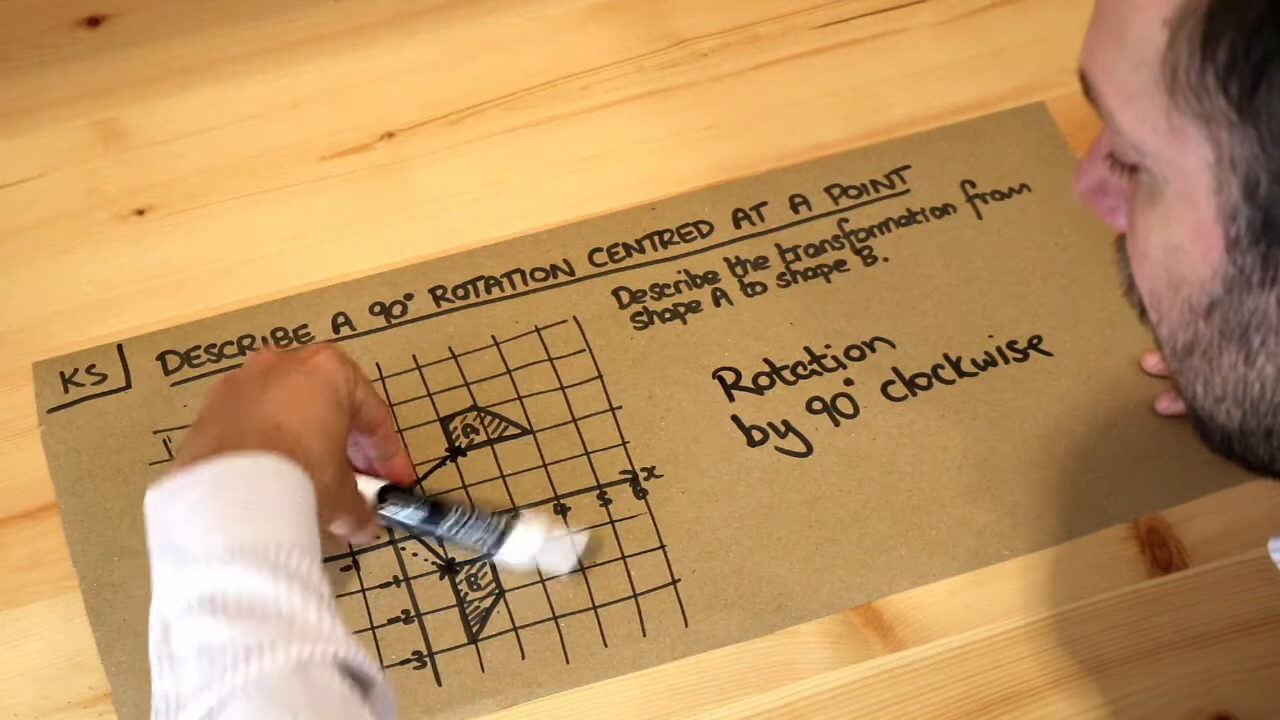 KS
DESCRIBE A 90° ROTATION CENTRED AT A POINT
Describe the transformation from
shape A to shape B.
Rotation
by 90° clockwise
A
x
4 5 6
-1
-1
B
-2
-3